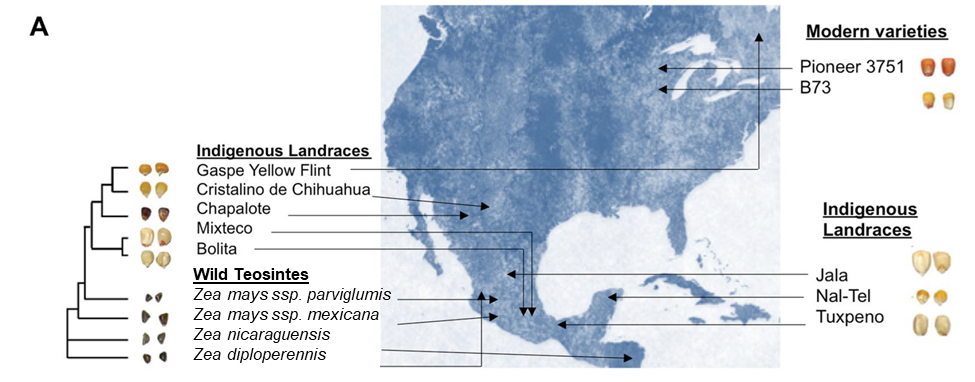 A
Modern varieties
Pioneer 3751
B73
Indigenous Landraces
Gaspe Yellow Flint
Cristalino de Chihuahua
Chapalote
Mixteco
Bolita
Wild Teosintes
Zea mays ssp. parviglumis
Zea mays ssp. mexicana
Zea nicaraguensis
Zea diploperennis
Indigenous
Landraces
Jala
Nal-Tel
Tuxpeno